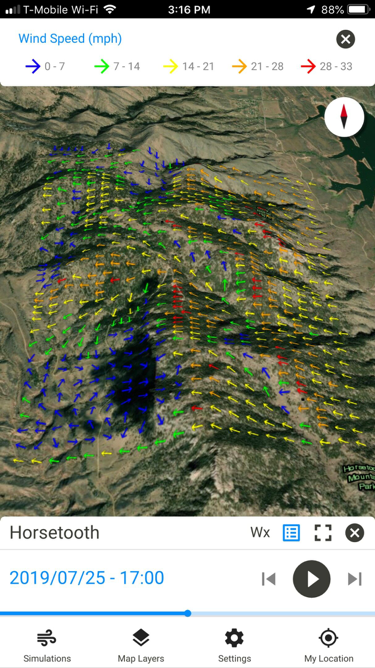 T-Mobile Wi-Fi 3:16 PM 88%
Wind Speed (mph)
0 - 7 7 - 14 14 - 21 21 - 28 28 - 33
Mountain
Park
Horsetooth Wx
2019/07/25 - 17:00
Simulations Map Layers Settings My Location